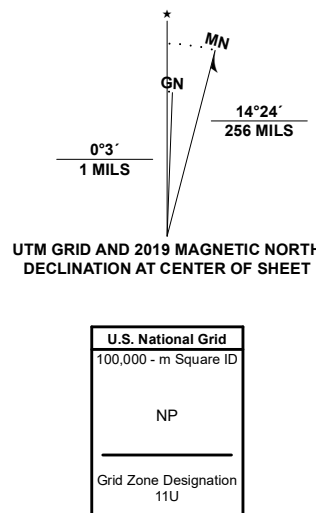 ★
MN
GN
14°24´
256 MILS
0°3´
1 MILS
UTM GRID AND 2019 MAGNETIC NORTH
DECLINATION AT CENTER OF SHEET
U.S. National Grid
100,000 - m Square ID
NP
Grid Zone Designation
11U